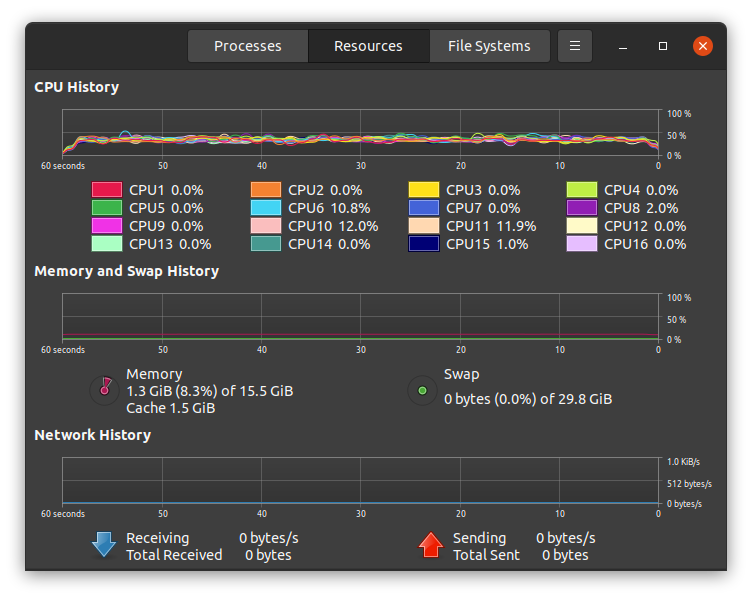 Processes Resources File Systems
CPU History
100 %
50 %
0 %
60 seconds 50 40 30 20 10 0
CPU1 0.0% CPU2 0.0% CPU3 0.0% CPU4 0.0%
CPU5 0.0% CPU6 10.8% CPU7 0.0% CPU8 2.0%
CPU9 0.0% CPU10 12.0% CPU11 11.9% CPU12 0.0%
CPU13 0.0% CPU14 0.0% CPU15 1.0% CPU16 0.0%
Memory and Swap History
100 %
50 %
0 %
60 seconds 50 40 30 20 10 0
Memory
1.3 GiB (8.3%) of 15.5 GiB
Cache 1.5 GiB
Swap
0 bytes (0.0%) of 29.8 GiB
Network History
1.0 KiB/s
512 bytes/s
0 bytes/s
60 seconds 50 40 30 20 10 0
Receiving 0 bytes/s
Total Received 0 bytes
Sending 0 bytes/s
Total Sent 0 bytes